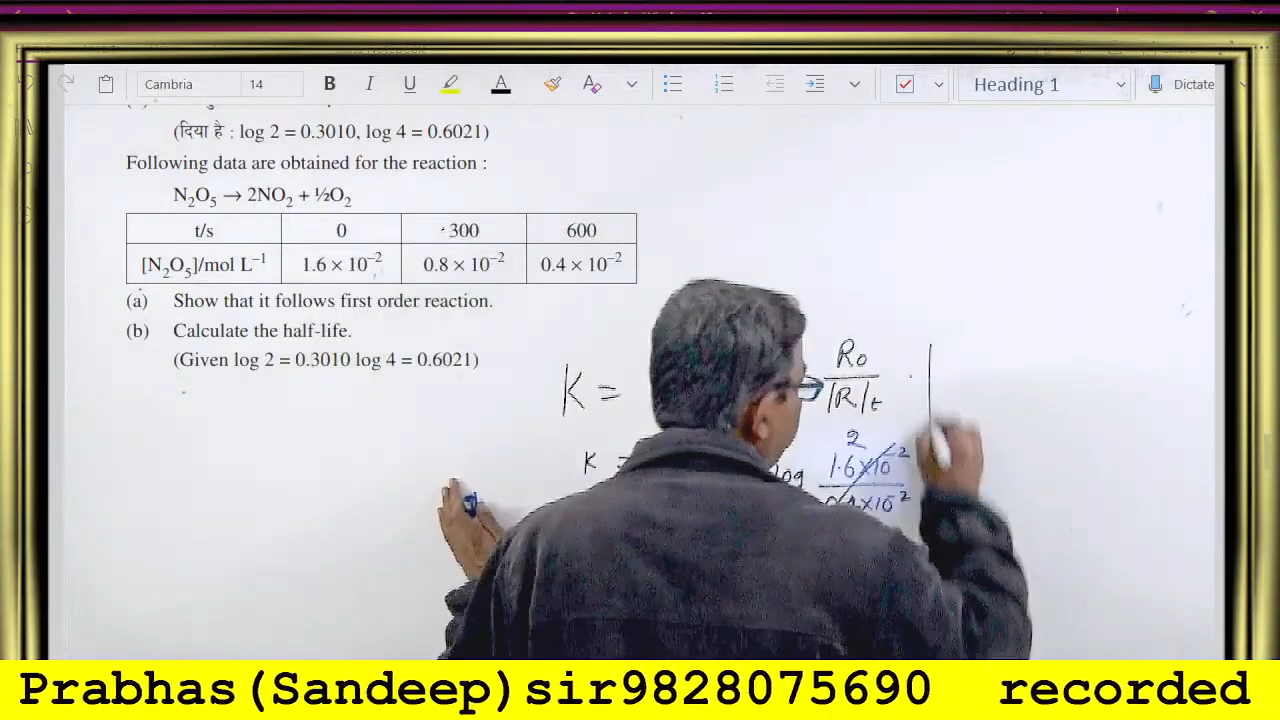 Cambria 14 B I U A Heading 1 Dictate
(दिया है : log 2 = 0.3010, log 4 = 0.6021)
Following data are obtained for the reaction :
N₂O₅ → 2NO₂ + ½O₂
t/s 0 300 600
[N₂O₅]/mol L⁻¹ 1.6 × 10⁻² 0.8 × 10⁻² 0.4 × 10⁻²
(a) Show that it follows first order reaction.
(b) Calculate the half-life.
(Given log 2 = 0.3010 log 4 = 0.6021)
K =
R₀
|R|t
K =
log
2
1.6×10⁻²
×10⁻²
Prabhas(Sandeep)sir9828075690 recorded